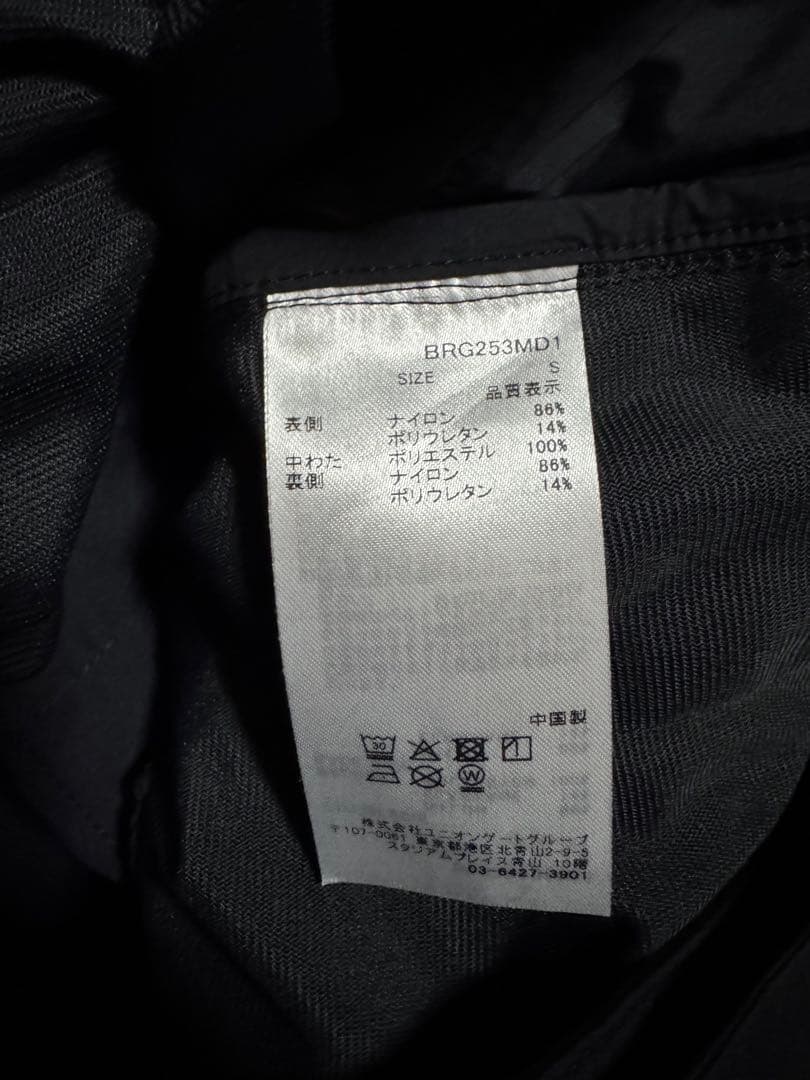 BRG253MD1
SIZE S
品質表示
表側 ナイロン 86%
ポリウレタン 14%
中わた ポリエステル 100%
裏側 ナイロン 86%
ポリウレタン 14%
中国製
30
W
株式会社ユニオンゲートグループ
〒107-0061 東京都港区北青山2-9-5
スタジアムプレイス青山 10階
03-6427-3901